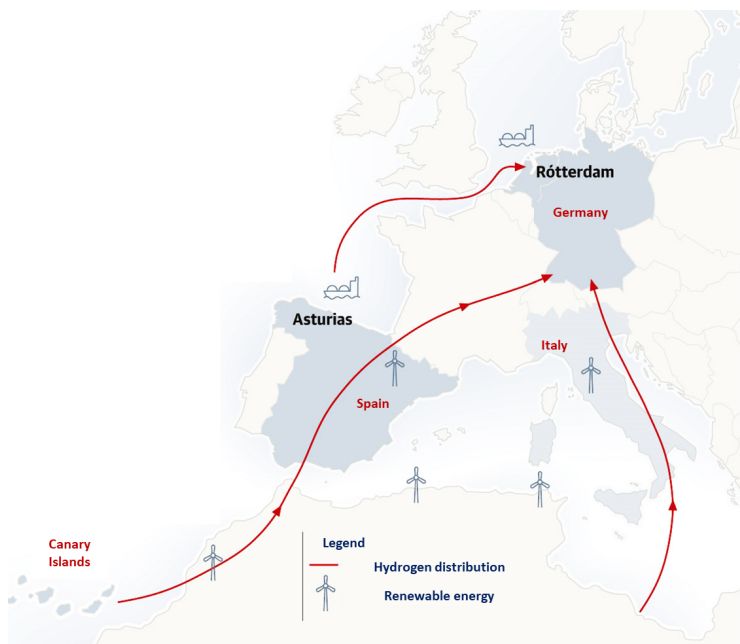 Rótterdam
Germany
Asturias
Italy
Spain
Canary
Islands
Legend
Hydrogen distribution
Renewable energy